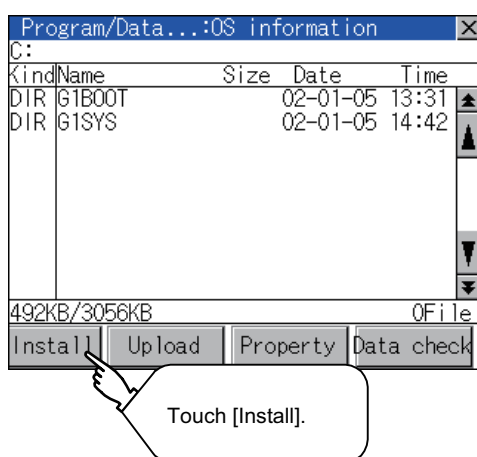 Program/Data...:OS information
C:
Kind Name Size Date Time
DIR G1BOOT 02-01-05 13:31
DIR G1SYS 02-01-05 14:42
492KB/3056KB 0File
Install Upload Property Data check
Touch [Install].